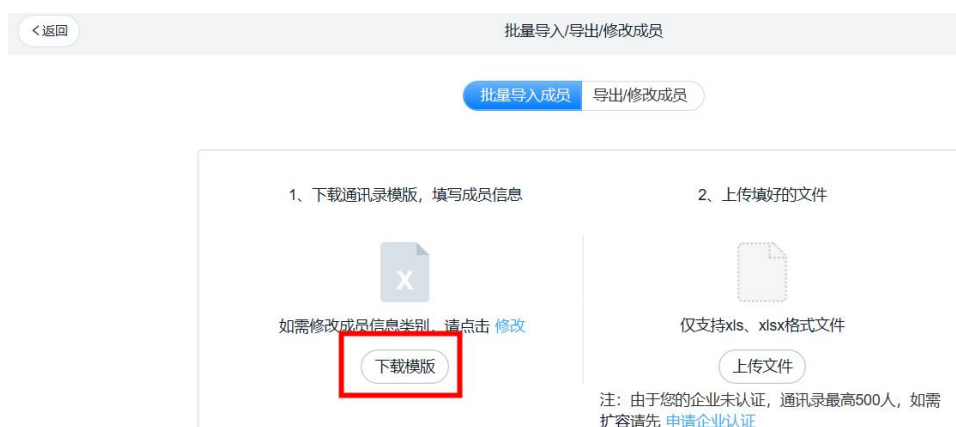 <返回
批量导入/导出/修改成员
批量导入成员 导出/修改成员
1、下载通讯录模版，填写成员信息
2、上传填好的文件
X
如需修改成员信息类别，请点击 修改
仅支持xls、xlsx格式文件
下载模版
上传文件
注：由于您的企业未认证，通讯录最高500人，如需
扩容请先 申请企业认证